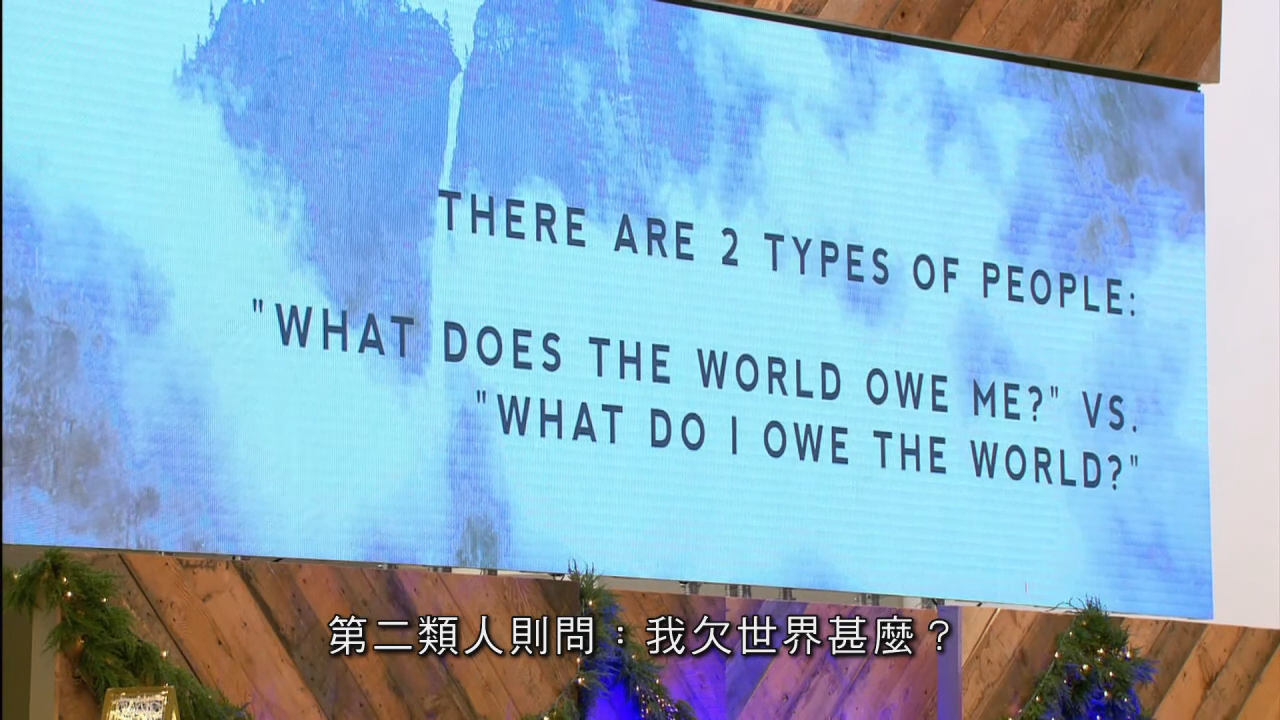 THERE ARE 2 TYPES OF PEOPLE:
"WHAT DOES THE WORLD OWE ME?" VS.
"WHAT DO I OWE THE WORLD?"
第二類人則問：我欠世界甚麼？